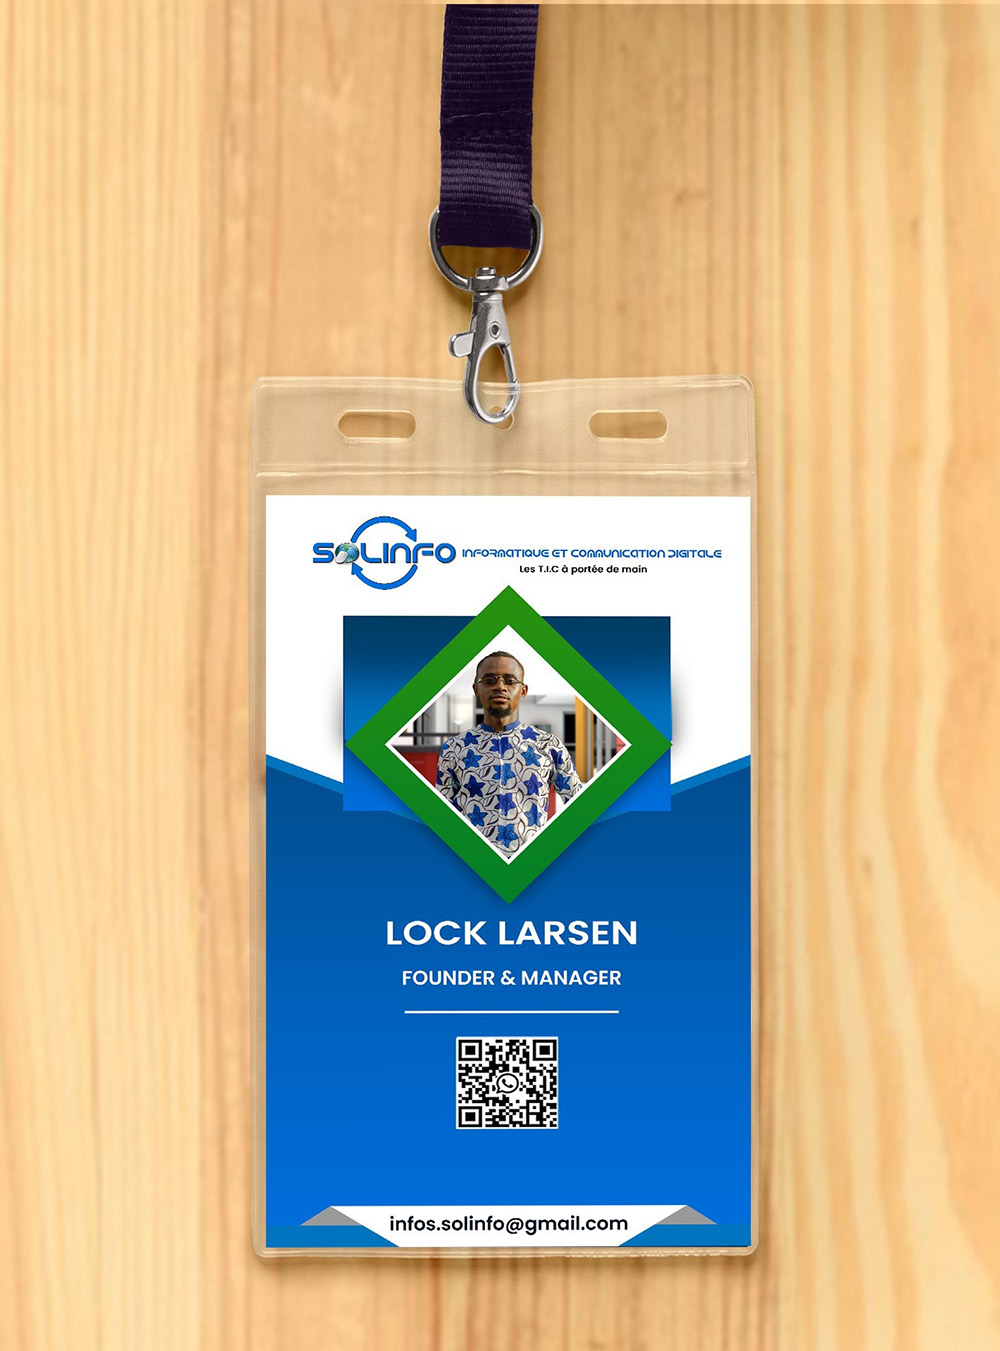 SOLINFO INFORMATIQUE ET COMMUNICATION DIGITALE
Les T.I.C à portée de main
LOCK LARSEN
FOUNDER & MANAGER
infos.solinfo@gmail.com